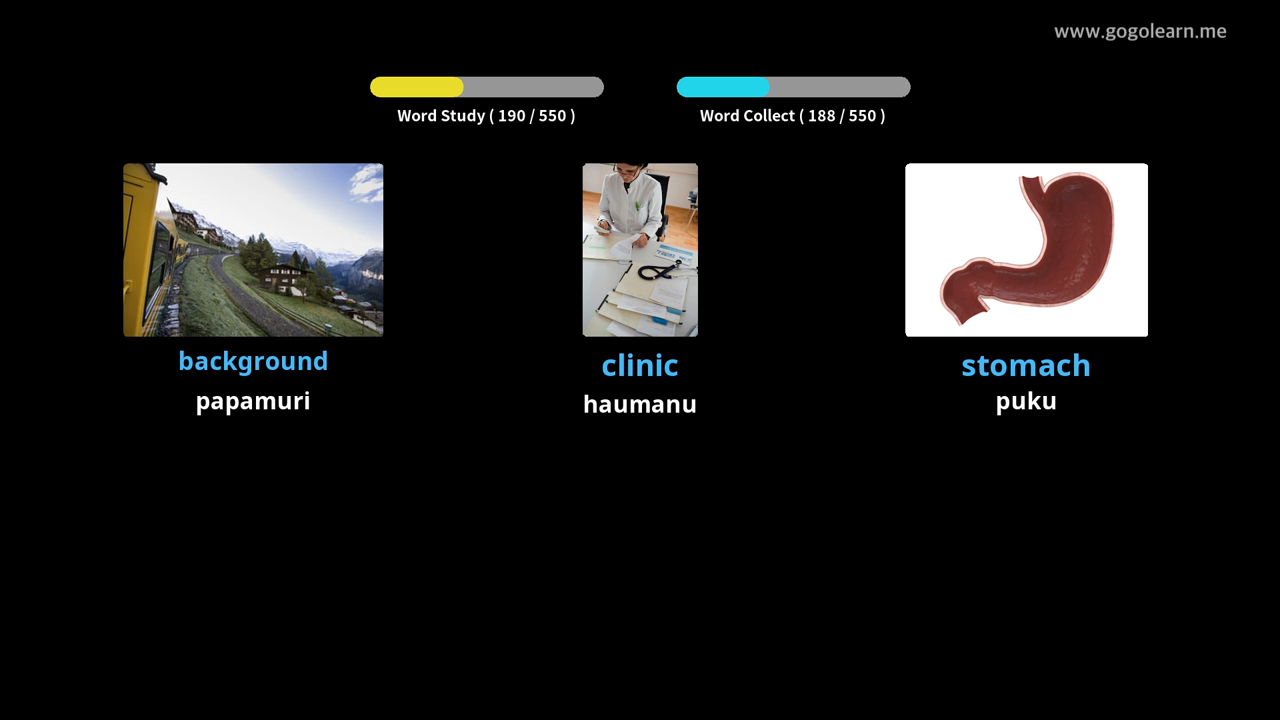 www.gogolearn.me
Word Study ( 190 / 550 )
Word Collect ( 188 / 550 )
background
papamuri
clinic
haumanu
stomach
puku